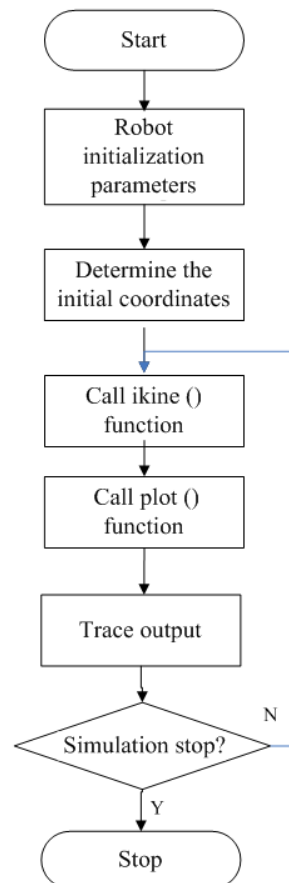 Start
Robot
initialization
parameters
Determine the
initial coordinates
Call ikine ()
function
Call plot ()
function
Trace output
Simulation stop?
N
Y
Stop